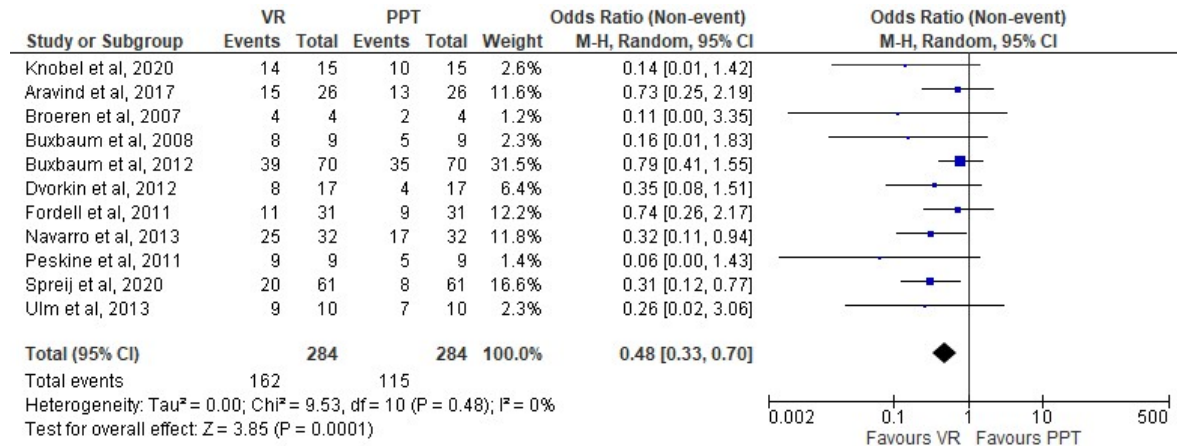 VR PPT Odds Ratio (Non-event) Odds Ratio (Non-event)
Study or Subgroup Events Total Events Total Weight M-H, Random, 95% CI M-H, Random, 95% CI
Knobel et al, 2020 14 15 10 15 2.6% 0.14 [0.01, 1.42]
Aravind et al, 2017 15 26 13 26 11.6% 0.73 [0.25, 2.19]
Broeren et al, 2007 4 4 2 4 1.2% 0.11 [0.00, 3.35]
Buxbaum et al, 2008 8 9 5 9 2.4% 0.16 [0.01, 1.83]
Buxbaum et al, 2012 39 70 35 70 31.5% 0.79 [0.41, 1.55]
Dvorkin et al, 2012 8 17 4 17 6.4% 0.35 [0.08, 1.51]
Fordell et al, 2011 11 31 9 31 12.2% 0.74 [0.26, 2.17]
Navarro et al, 2013 25 32 17 32 11.8% 0.32 [0.11, 0.94]
Peskine et al, 2011 9 9 5 9 1.4% 0.06 [0.00, 1.43]
Spreij et al, 2020 20 61 8 61 16.6% 0.31 [0.12, 0.77]
Ulm et al, 2013 9 10 7 10 2.3% 0.26 [0.02, 3.06]
Total (95% CI) 284 284 100.0% 0.48 [0.33, 0.70]
Total events 162 115
Heterogeneity: Tau² = 0.00; Chi² = 9.53, df = 10 (P = 0.48); I² = 0%
Test for overall effect: Z = 3.85 (P = 0.0001)
0.002 0.1 1 10 500
Favours VR Favours PPT